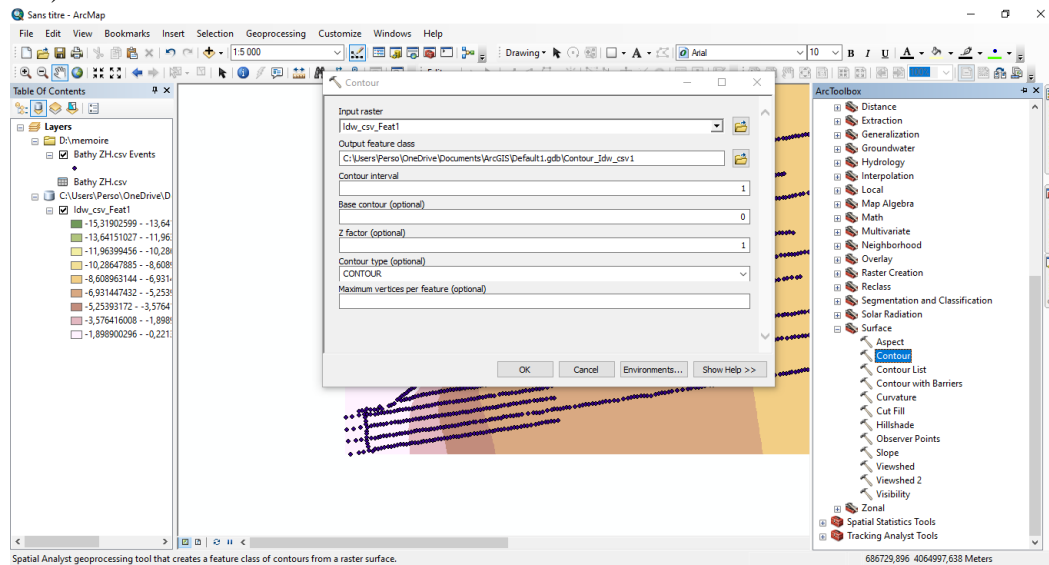 Sans titre - ArcMap
File Edit View Bookmarks Insert Selection Geoprocessing Customize Windows Help
1:5 000
Drawing
Arial
10
B I U A
Table Of Contents
Layers
D:\memoire
Bathy ZH.csv Events
Bathy ZH.csv
C:\Users\Perso\OneDrive\D
Idw_csv_Feat1
-15,31902599 - -13,64
-13,64151027 - -11,96
-11,96399456 - -10,28
-10,28647885 - -8,608
-8,608963144 - -6,931
-6,931447432 - -5,253
-5,25393172 - -3,5764
-3,576416008 - -1,898
-1,898900296 - -0,221
Contour
Input raster
Idw_csv_Feat1
Output feature class
C:\Users\Perso\OneDrive\Documents\ArcGIS\Default1.gdb\Contour_Idw_csv1
Contour interval
1
Base contour (optional)
0
Z factor (optional)
1
Contour type (optional)
CONTOUR
Maximum vertices per feature (optional)
OK Cancel Environments... Show Help >>
ArcToolbox
Distance
Extraction
Generalization
Groundwater
Hydrology
Interpolation
Local
Map Algebra
Math
Multivariate
Neighborhood
Overlay
Raster Creation
Reclass
Segmentation and Classification
Solar Radiation
Surface
Aspect
Contour
Contour List
Contour with Barriers
Curvature
Cut Fill
Hillshade
Observer Points
Slope
Viewshed
Viewshed 2
Visibility
Zonal
Spatial Statistics Tools
Tracking Analyst Tools
Spatial Analyst geoprocessing tool that creates a feature class of contours from a raster surface.
686729,896 4064997,638 Meters